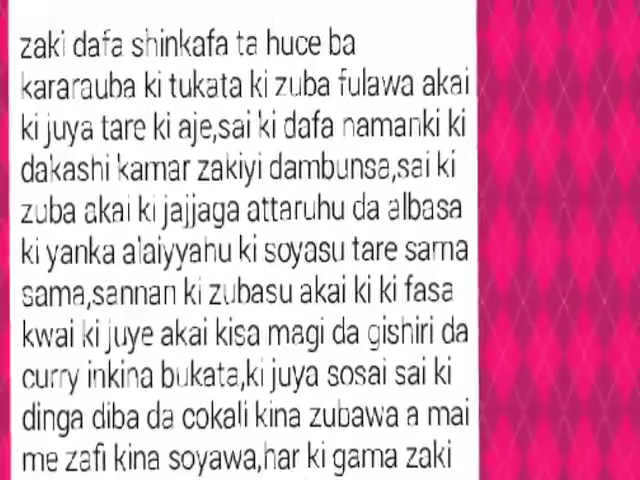 zaki dafa shinkafa ta huce ba
kararauba ki tukata ki zuba fulawa akai
ki juya tare ki aje,sai ki dafa namanki ki
dakashi kamar zakiyi dambunsa,sai ki
zuba akai ki jajjaga attaruhu da albasa
ki yanka alaiyyahu ki soyasu tare sama
sama,sannan ki zubasu akai ki ki fasa
kwai ki juye akai kisa magi da gishiri da
curry inkina bukata,ki juya sosai sai ki
dinga diba da cokali kina zubawa a mai
me zafi kina soyawa,har ki gama zaki